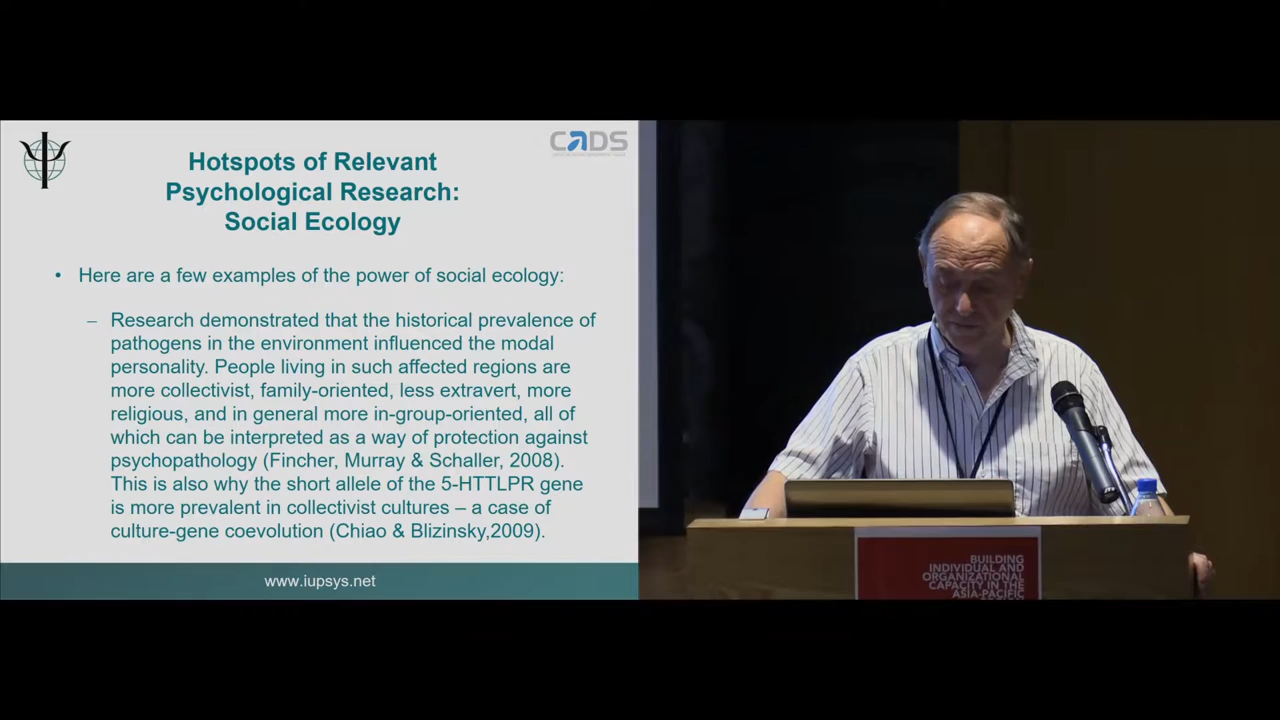 CADS
Hotspots of Relevant
Psychological Research:
Social Ecology
• Here are a few examples of the power of social ecology:
– Research demonstrated that the historical prevalence of
pathogens in the environment influenced the modal
personality. People living in such affected regions are
more collectivist, family-oriented, less extravert, more
religious, and in general more in-group-oriented, all of
which can be interpreted as a way of protection against
psychopathology (Fincher, Murray & Schaller, 2008).
This is also why the short allele of the 5-HTTLPR gene
is more prevalent in collectivist cultures – a case of
culture-gene coevolution (Chiao & Blizinsky,2009).
www.iupsys.net
BUILDING
INDIVIDUAL AND
ORGANIZATIONAL
CAPACITY IN THE
ASIA-PACIFIC